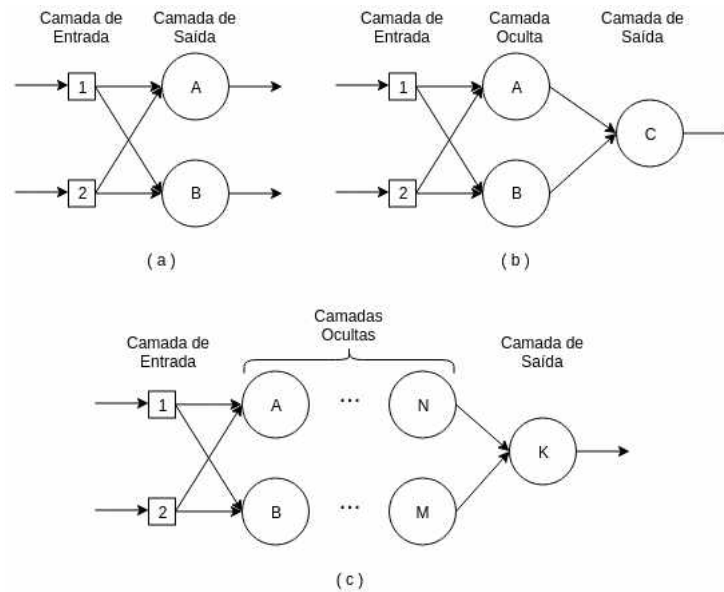 Camada de
Entrada
Camada de
Saída
1
A
2
B
( a )
Camada de
Entrada
Camada
Oculta
Camada de
Saída
1
A
2
B
C
( b )
Camadas
Ocultas
Camada de
Entrada
Camada de
Saída
1
A
...
N
K
2
B
...
M
( c )